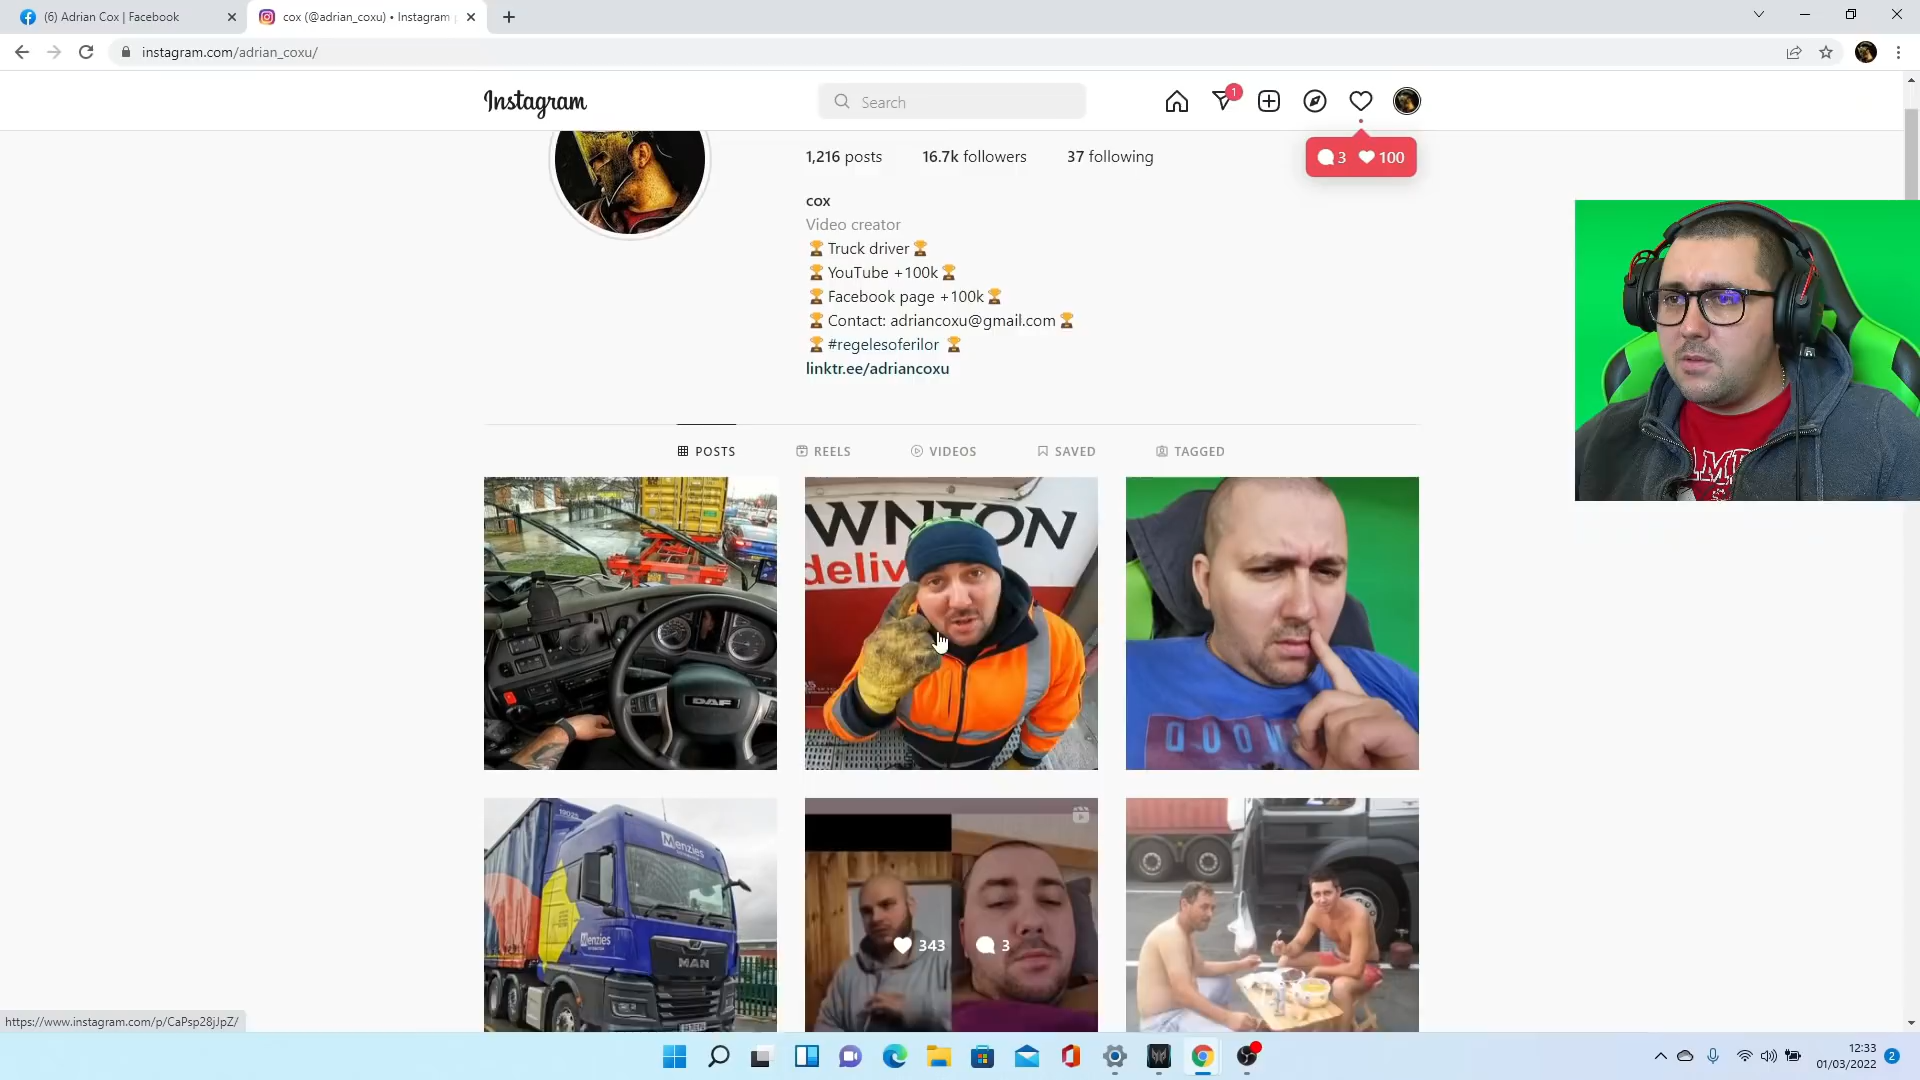 (6) Adrian Cox | Facebook
cox (@adrian_coxu) • Instagram
instagram.com/adrian_coxu/
Instagram
Search
1
1,216 posts 16.7k followers 37 following
3 100
cox
Video creator
🏆Truck driver🏆
🏆YouTube +100k🏆
🏆Facebook page +100k🏆
🏆Contact: adriancoxu@gmail.com🏆
🏆#regelesoferilor 🏆
linktr.ee/adriancoxu
POSTS REELS VIDEOS SAVED TAGGED
DAF
WNTON
deliv
Menzies
Menzies
MAN
343 3
https://www.instagram.com/p/CaPsp28jJpZ/
12:33
01/03/2022
2